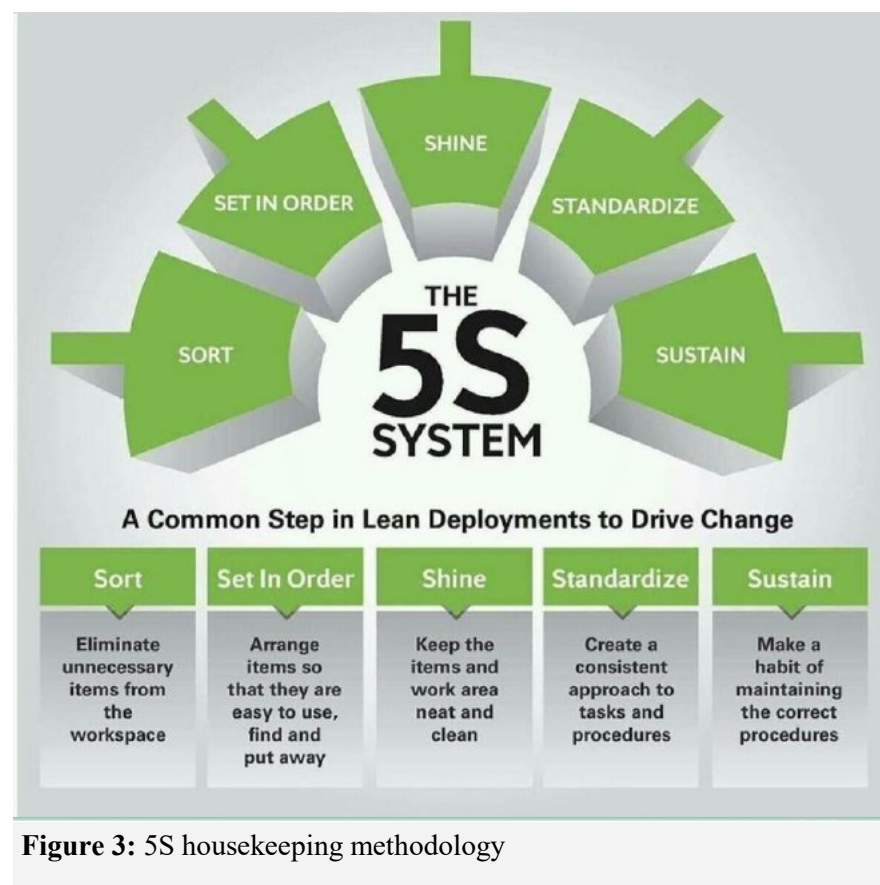 SHINE
SET IN ORDER
STANDARDIZE
SORT
SUSTAIN
THE
5S
SYSTEM
A Common Step in Lean Deployments to Drive Change
Sort
Eliminate
unnecessary
items from
the
workspace
Set In Order
Arrange
items so
that they are
easy to use,
find and
put away
Shine
Keep the
items and
work area
neat and
clean
Standardize
Create a
consistent
approach to
tasks and
procedures
Sustain
Make a
habit of
maintaining
the correct
procedures
Figure 3: 5S housekeeping methodology